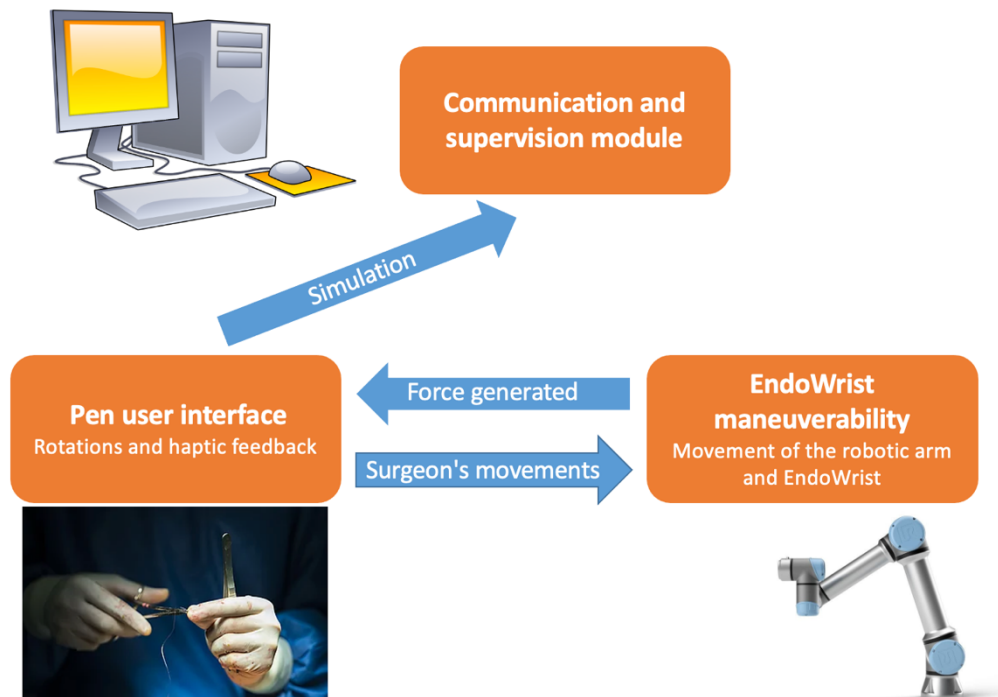 Communication and
supervision module
Simulation
Pen user interface
Rotations and haptic feedback
Force generated
Surgeon's movements
EndoWrist
maneuverability
Movement of the robotic arm
and EndoWrist